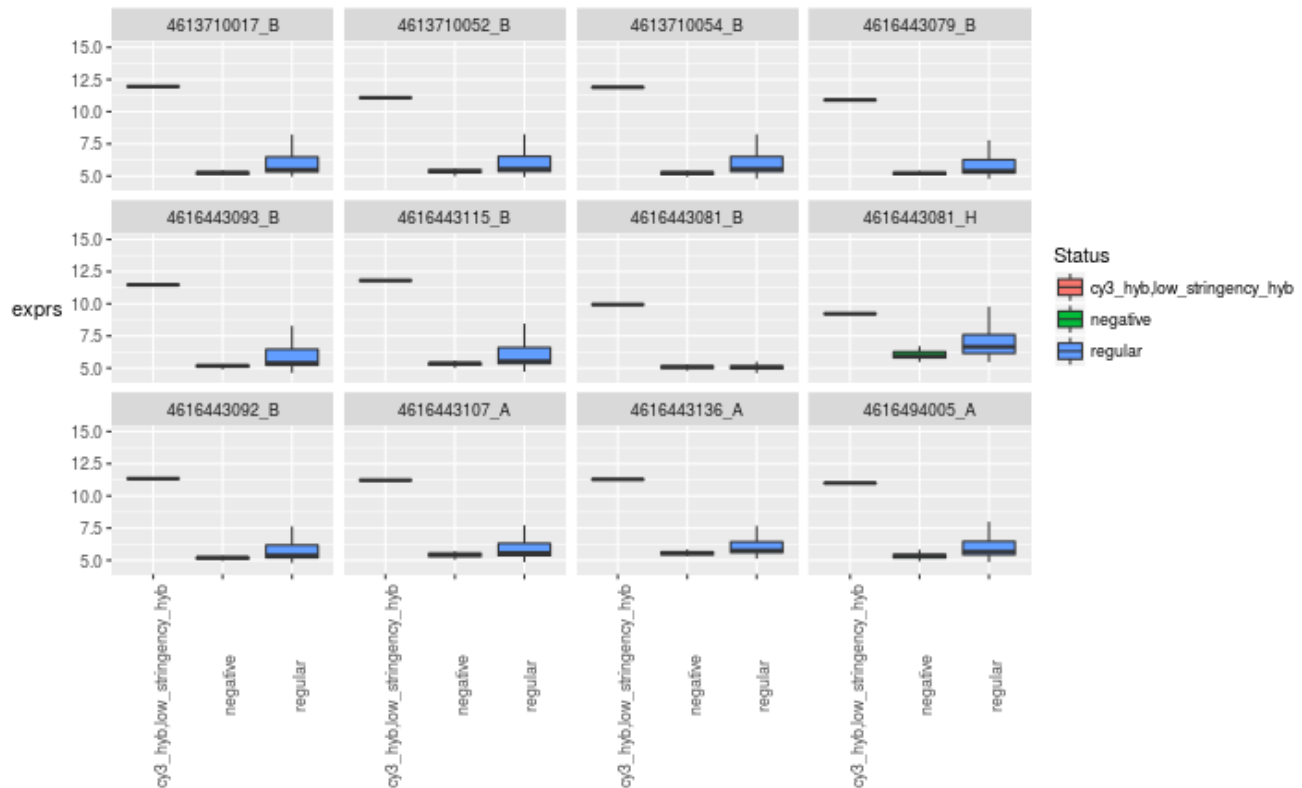 4613710017_B 4613710052_B 4613710054_B 4616443079_B
15.0
12.5
10.0
7.5
5.0
4616443093_B 4616443115_B 4616443081_B 4616443081_H
15.0
12.5
10.0
7.5
5.0
exprs
4616443092_B 4616443107_A 4616443136_A 4616494005_A
15.0
12.5
10.0
7.5
5.0
cy3_hyb,low_stringency_hyb
negative
regular
cy3_hyb,low_stringency_hyb
negative
regular
cy3_hyb,low_stringency_hyb
negative
regular
cy3_hyb,low_stringency_hyb
negative
regular
Status
cy3_hyb,low_stringency_hyb
negative
regular